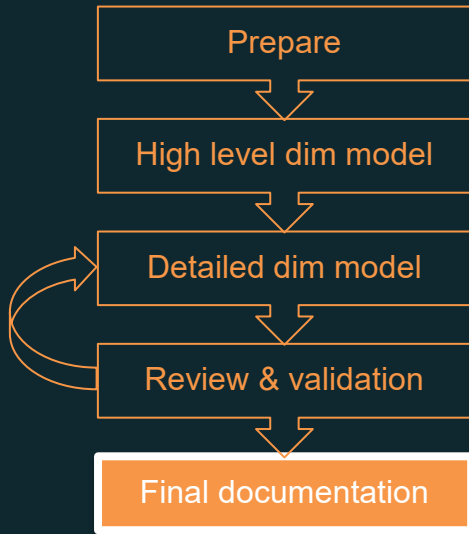 Prepare
High level dim model
Detailed dim model
Review & validation
Final documentation